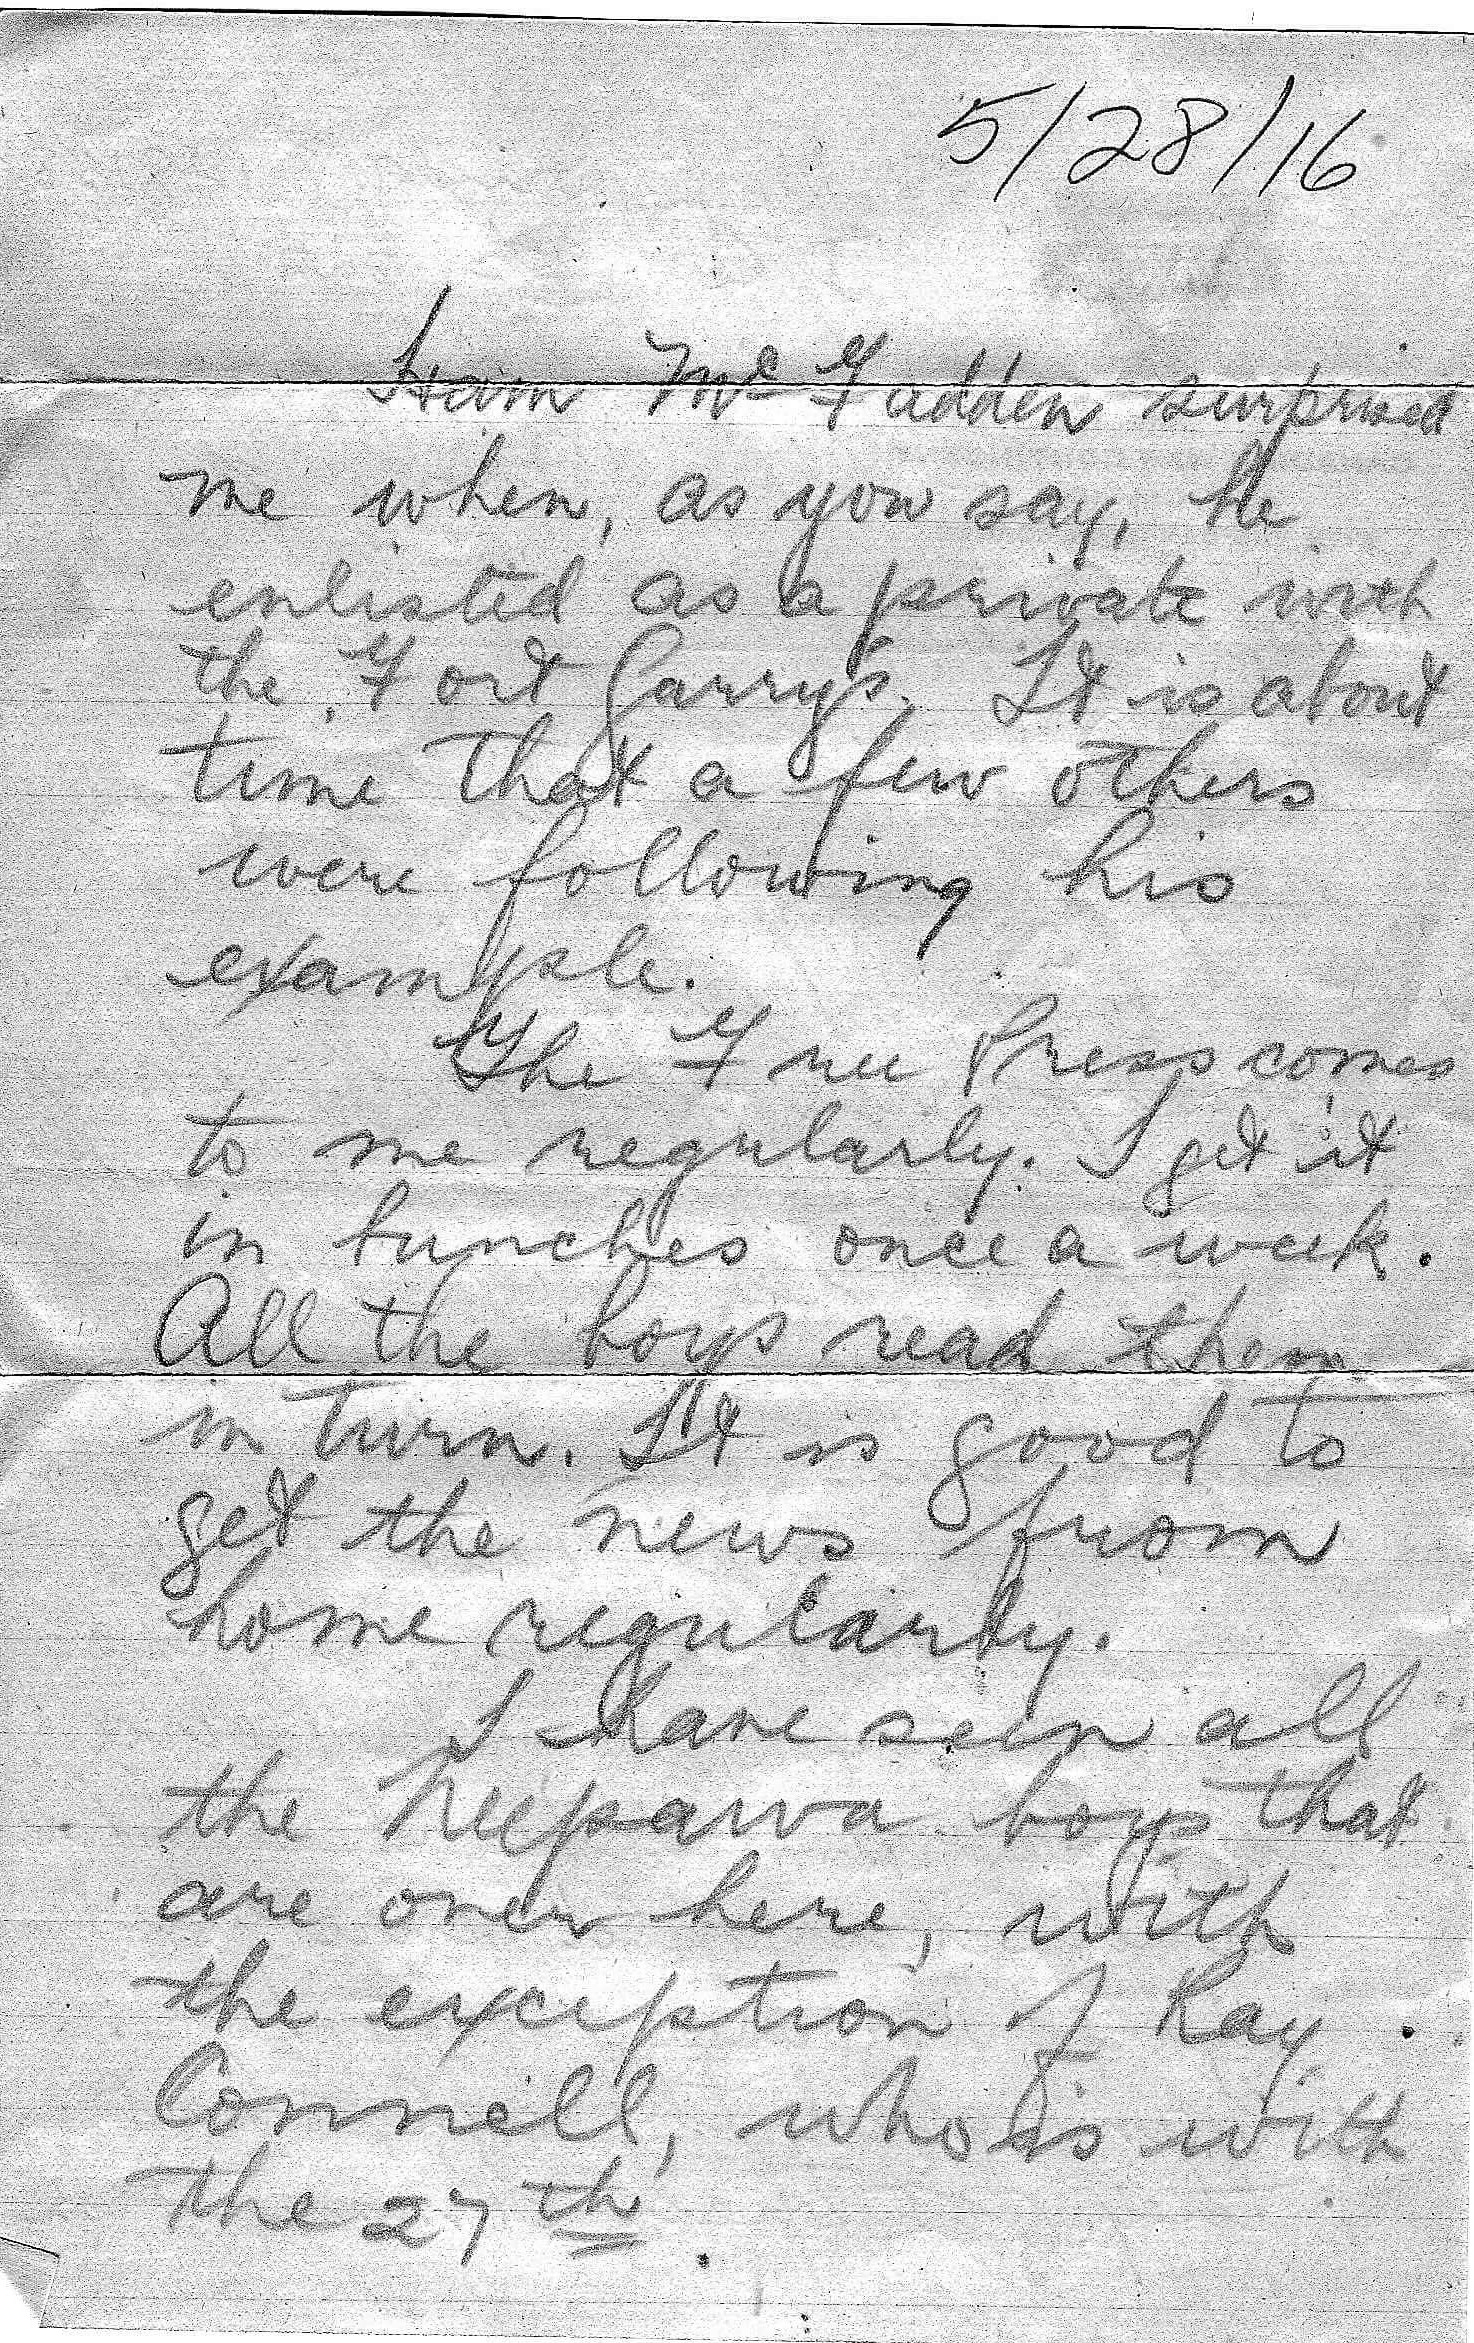 5/28/16
McFadden surprised
me when, as you say, he
enlisted as a private with
the Fort Garry's. It is about
time that a few others
were following his
example.
The Free Press comes
to me regularly. I get it
in bunches once a week.
All the boys read them
in turn. It is good to
get the news from
home regularly.
I have seen all
the Neepawa boys that
are over here, with
the exception of Ray
Connell, who is with
the 27th.